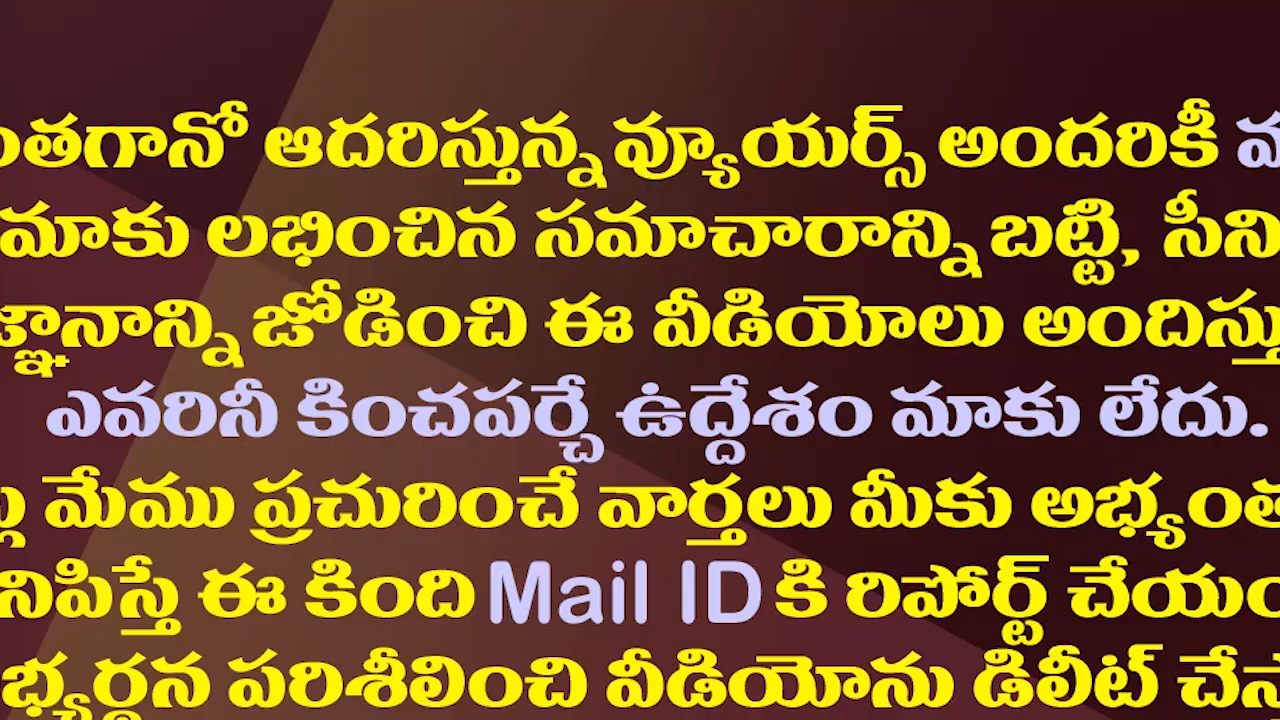 ంతగానో ఆదరిస్తున్న వ్యూయర్స్ అందరికీ
మాకు లభించిన సమాచారాన్ని బట్టి, సీని
జ్ఞానాన్ని జోడించి ఈ వీడియోలు అందిస్తు
ఎవరినీ కించపర్చే ఉద్దేశం మాకు లేదు.
మేము ప్రచురించే వార్తలు మీకు అభ్యంత
నిపిస్తే ఈ కింది Mail ID కి రిపోర్ట్ చేయం
భ్యర్థన పరిశీలించి వీడియోను డిలీట్ చేస